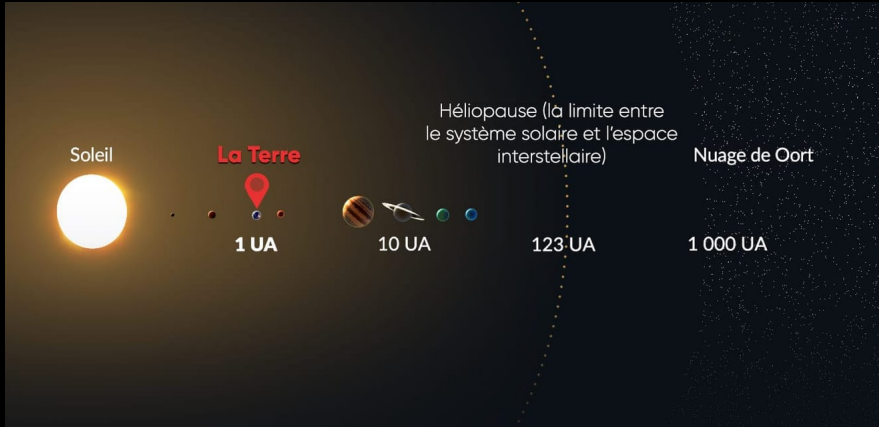 Héliopause (la limite entre
le système solaire et l'espace
interstellaire)
Soleil
La Terre
Nuage de Oort
1 UA
10 UA
123 UA
1 000 UA